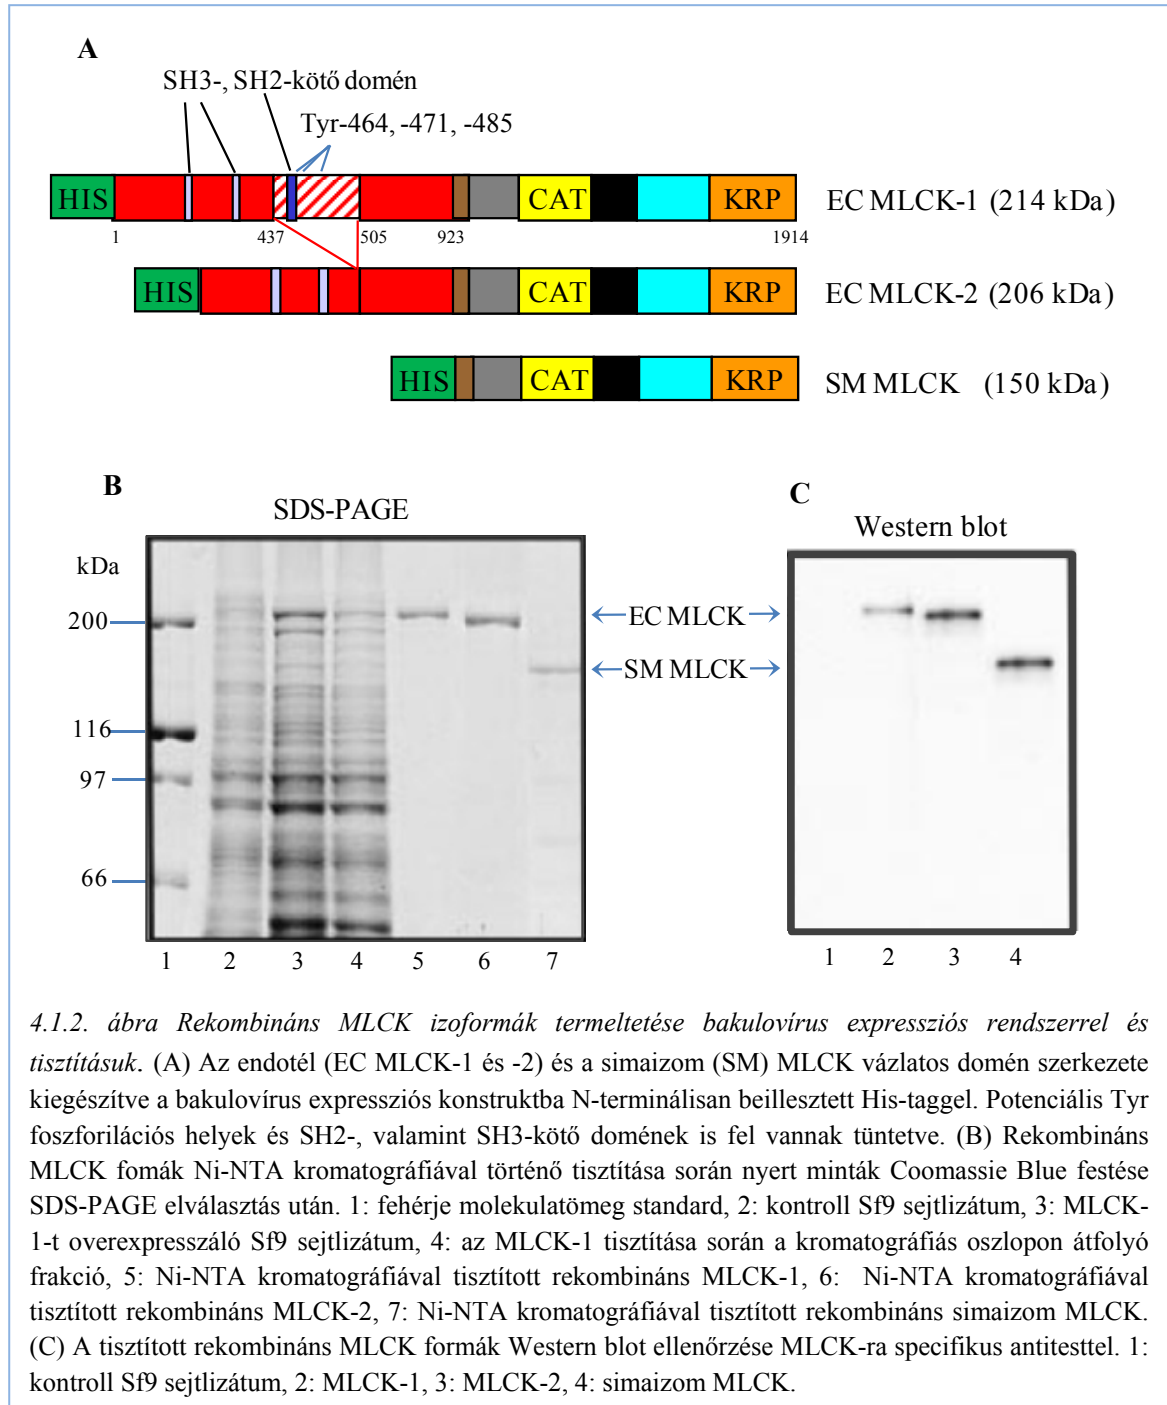 A
SH3-, SH2-kötő domén
Tyr-464, -471, -485
HIS CAT KRP EC MLCK-1 (214 kDa)
1 437 505 923 1914
HIS CAT KRP EC MLCK-2 (206 kDa)
HIS CAT KRP SM MLCK (150 kDa)
B
SDS-PAGE
C
Western blot
kDa
200
116
97
66
EC MLCK
SM MLCK
1 2 3 4 5 6 7
1 2 3 4
4.1.2. ábra Rekombináns MLCK izoformák termeltetése bakulovírus expressziós rendszerrel és
tisztításuk. (A) Az endotél (EC MLCK-1 és -2) és a simaizom (SM) MLCK vázlatos domén szerkezete
kiegészítve a bakulovírus expressziós konstruktba N-terminálisan beillesztett His-taggel. Potenciális Tyr
foszforilációs helyek és SH2-, valamint SH3-kötő domének is fel vannak tüntetve. (B) Rekombináns
MLCK fomák Ni-NTA kromatográfiával történő tisztítása során nyert minták Coomassie Blue festése
SDS-PAGE elválasztás után. 1: fehérje molekulatömeg standard, 2: kontroll Sf9 sejtlizátum, 3: MLCK-
1-t overexpresszáló Sf9 sejtlizátum, 4: az MLCK-1 tisztítása során a kromatográfiás oszlopon átfolyó
frakció, 5: Ni-NTA kromatográfiával tisztított rekombináns MLCK-1, 6: Ni-NTA kromatográfiával
tisztított rekombináns MLCK-2, 7: Ni-NTA kromatográfiával tisztított rekombináns simaizom MLCK.
(C) A tisztított rekombináns MLCK formák Western blot ellenőrzése MLCK-ra specifikus antitesttel. 1:
kontroll Sf9 sejtlizátum, 2: MLCK-1, 3: MLCK-2, 4: simaizom MLCK.